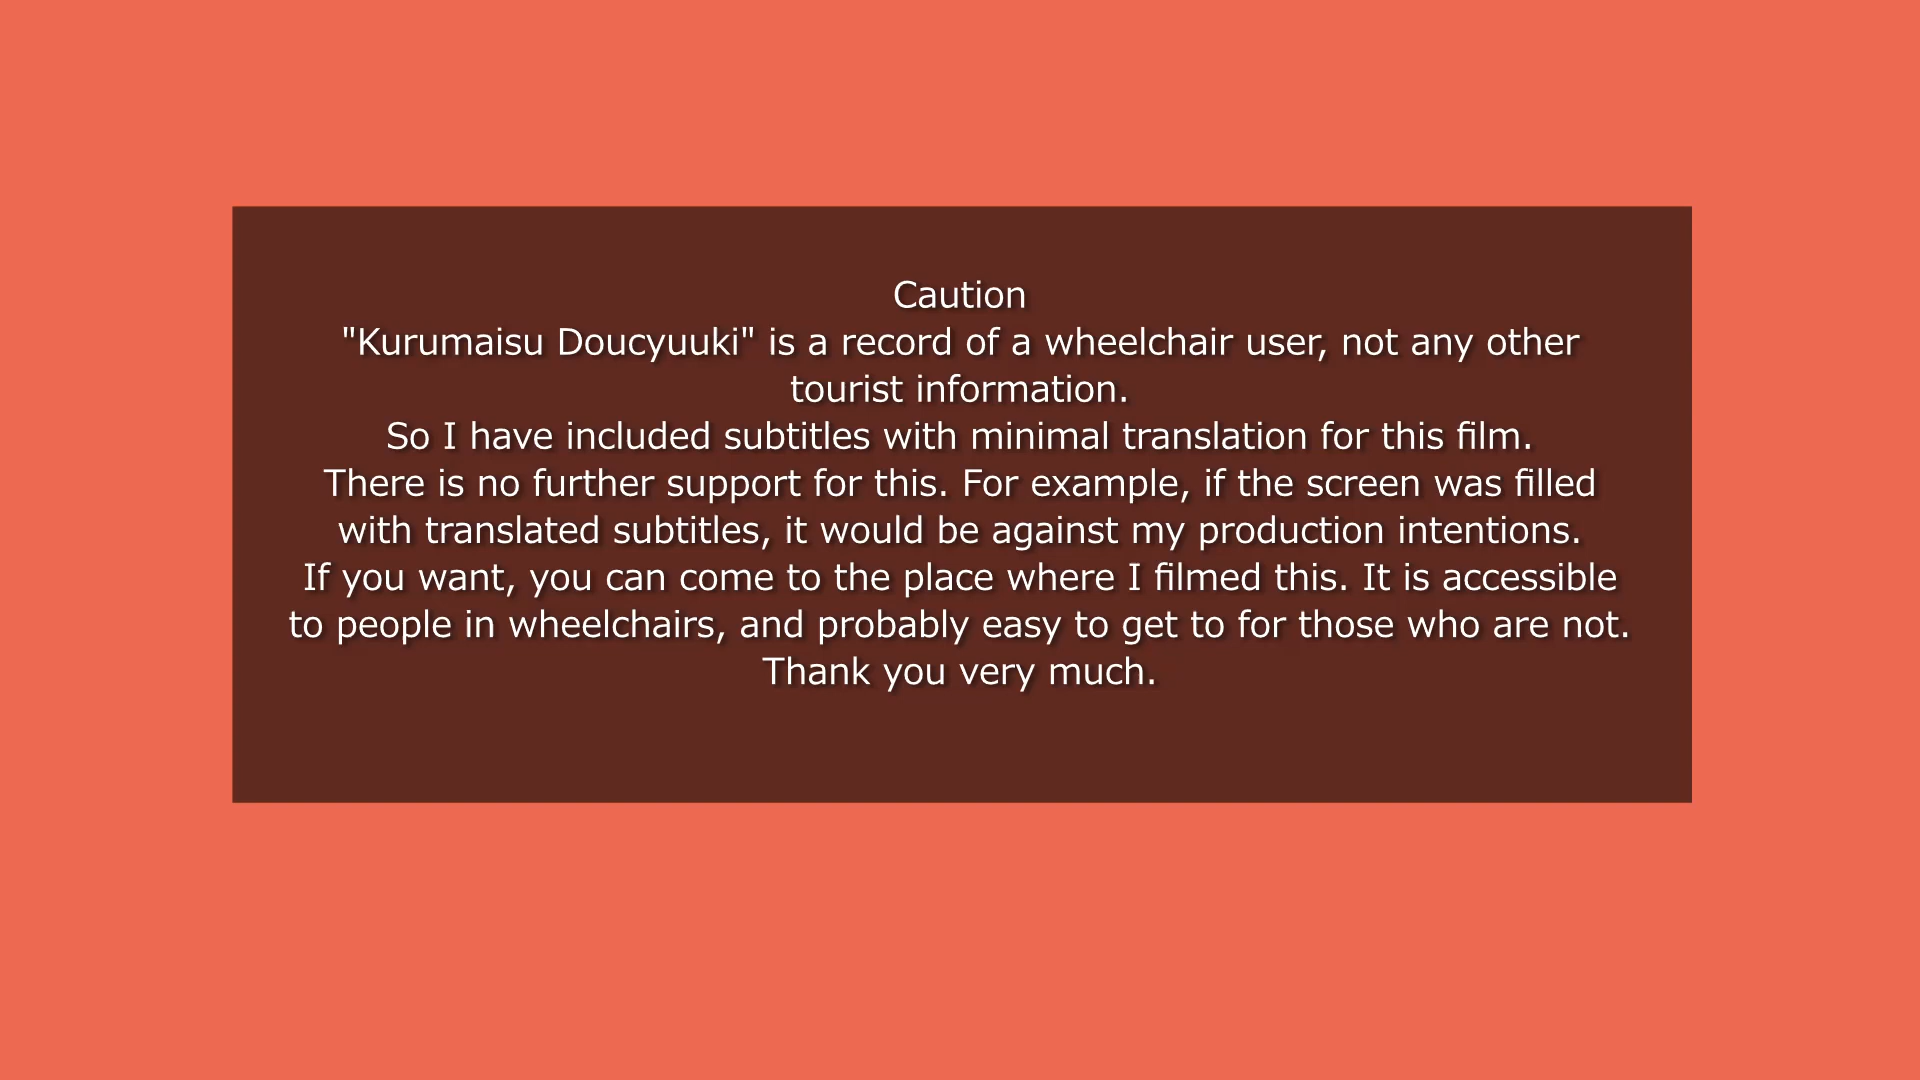 Caution
"Kurumaisu Doucyuuki" is a record of a wheelchair user, not any other
tourist information.
So I have included subtitles with minimal translation for this film.
There is no further support for this. For example, if the screen was filled
with translated subtitles, it would be against my production intentions.
If you want, you can come to the place where I filmed this. It is accessible
to people in wheelchairs, and probably easy to get to for those who are not.
Thank you very much.